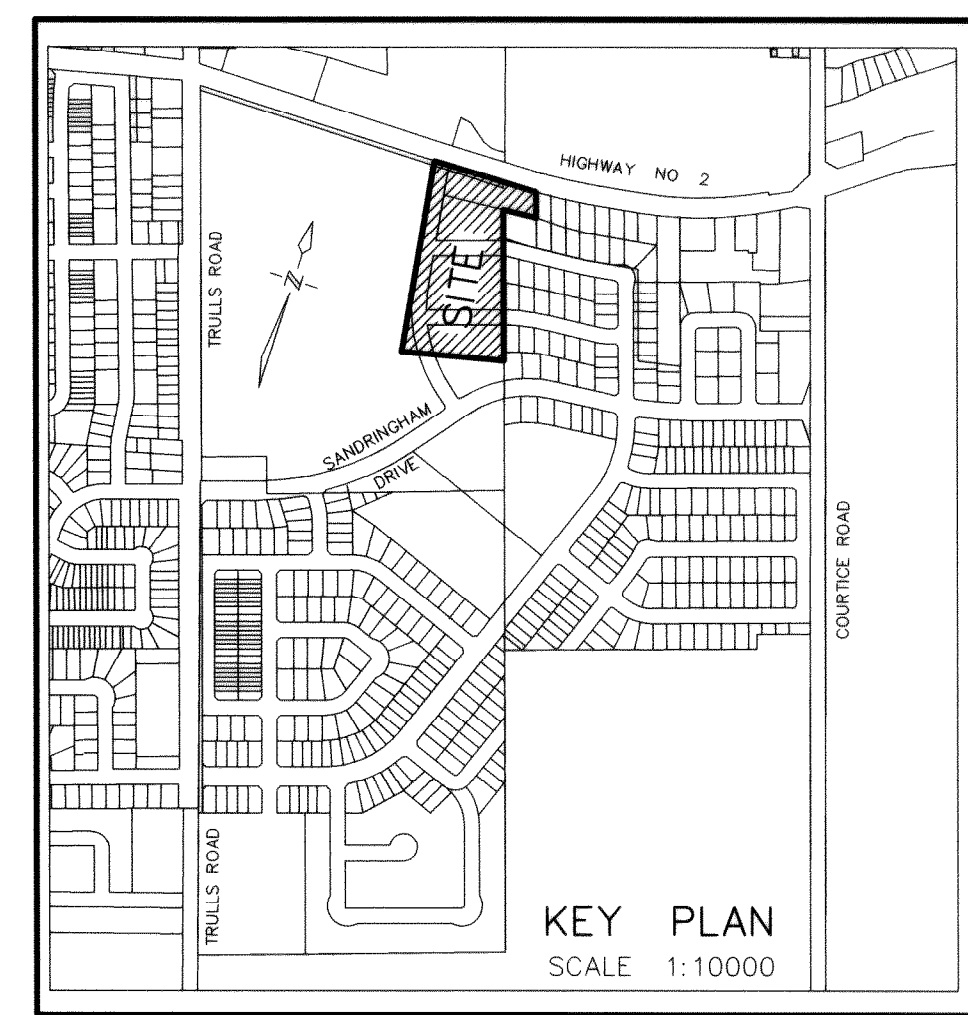 HIGHWAY NO 2
TRULLS ROAD
N
SITE
SANDRINGHAM
DRIVE
COURTICE ROAD
TRULLS ROAD
KEY PLAN
SCALE 1:10000